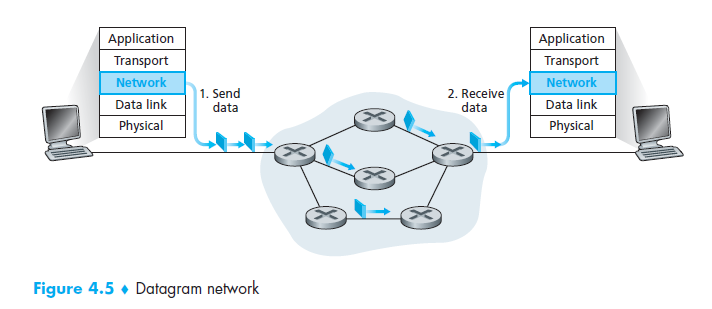 Application
Transport
Network
Data link
Physical
1. Send
data
2. Receive
data
Application
Transport
Network
Data link
Physical
Figure 4.5 ♦ Datagram network